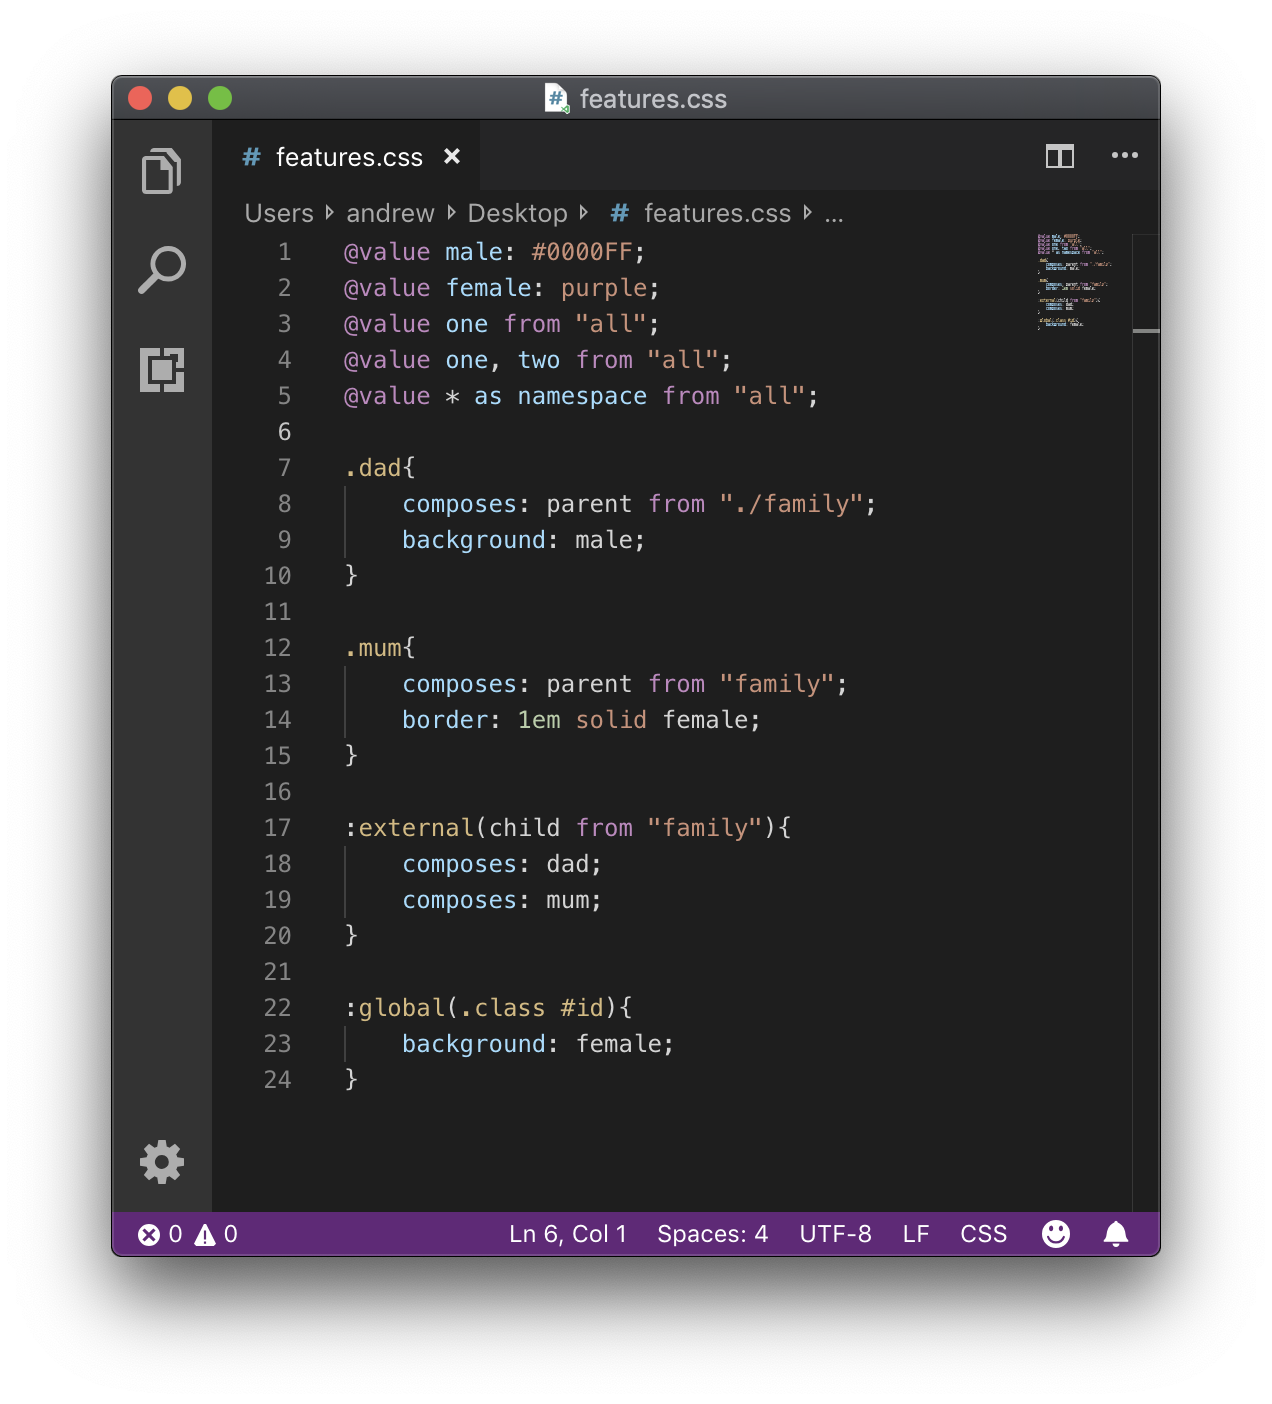 features.css
# features.css ×
Users andrew Desktop # features.css ...
1 @value male: #0000FF;
2 @value female: purple;
3 @value one from "all";
4 @value one, two from "all";
5 @value * as namespace from "all";
6
7 .dad{
8     composes: parent from "./family";
9     background: male;
10 }
11
12 .mum{
13     composes: parent from "family";
14     border: 1em solid female;
15 }
16
17 :external(child from "family"){
18     composes: dad;
19     composes: mum;
20 }
21
22 :global(.class #id){
23     background: female;
24 }
0 0 Ln 6, Col 1 Spaces: 4 UTF-8 LF CSS